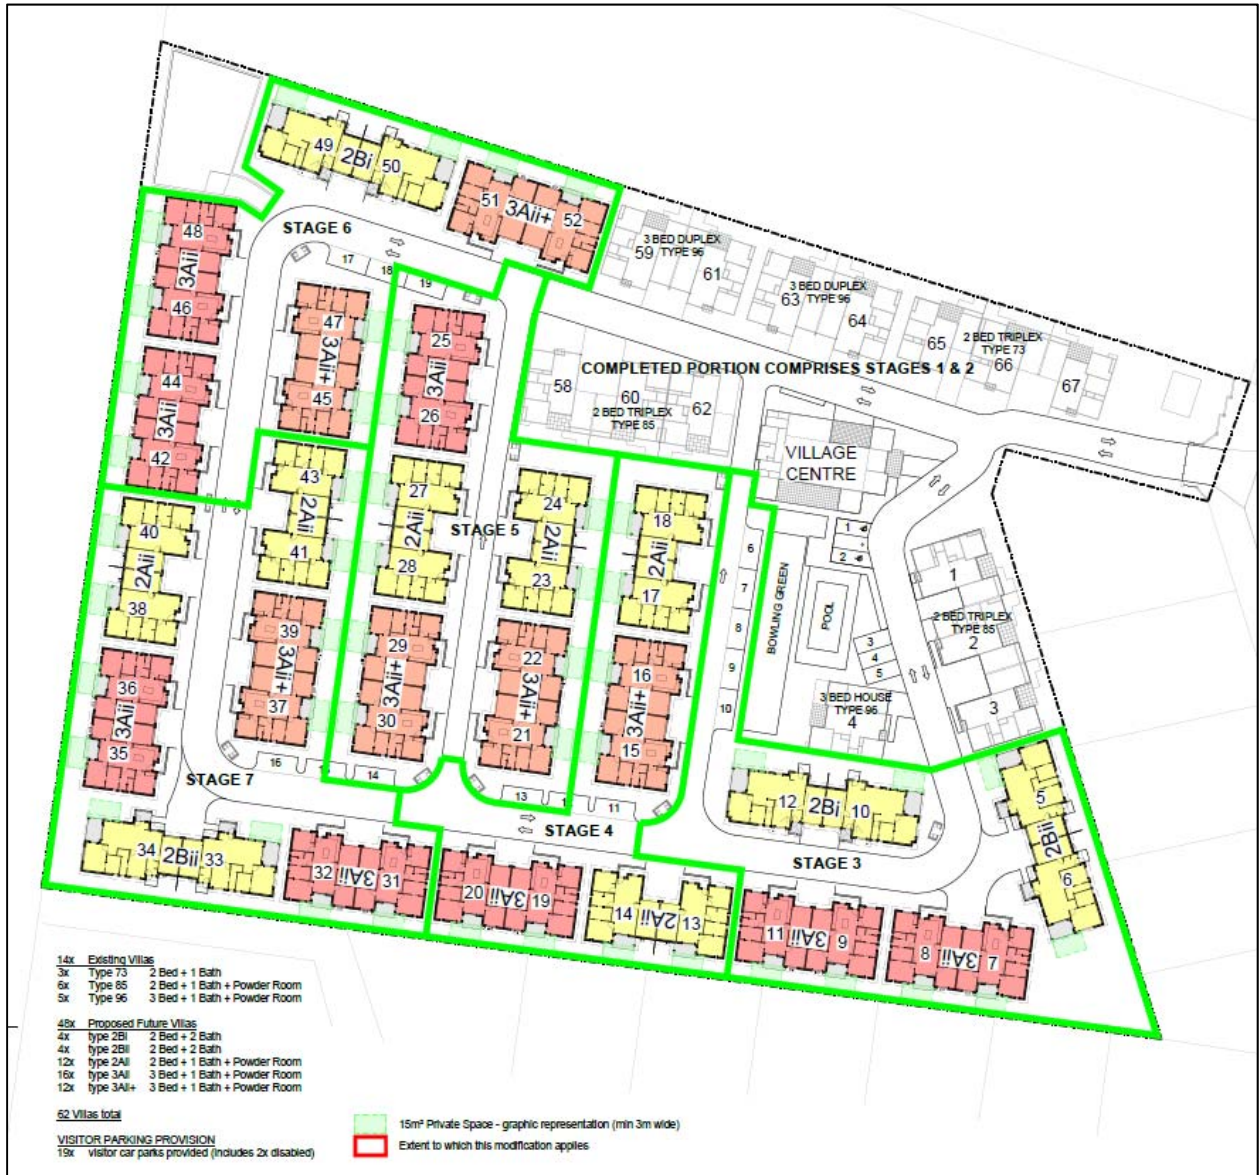 49 2Bi 50
51 3Aii+ 52
STAGE 6
48
3Aii
46
17
18
19
3 BED DUPLEX
TYPE 96
59
61
3 BED DUPLEX
TYPE 96
63
64
65
2 BED TRIPLEX
TYPE 73
66
67
47
3Aii+
45
25
3Aii
26
COMPLETED PORTION COMPRISES STAGES 1 & 2
58
60
62
2 BED TRIPLEX
TYPE 85
44
3Aii
42
VILLAGE
CENTRE
43
2Aii
41
27
2Aii
28
STAGE 5
24
2Aii
23
18
2Aii
17
40
2Aii
38
6
7
8
9
10
BOWLING GREEN
POOL
1
2
3
4
5
1
2 BED TRIPLEX
TYPE 85
2
3
3 BED HOUSE
TYPE 96
4
39
3Aii+
37
29
3Aii+
30
22
3Aii+
21
16
3Aii+
15
36
3Aii
35
16
14
13
11
STAGE 7
STAGE 4
STAGE 3
12 2Bi 10
5
2Bii
6
34 2Bii 33
32 3Aii 31
20 3Aii 19
14 2Aii 13
11 3Aii 9
8 3Aii 7
14x Existing Villas
3x Type 73 2 Bed + 1 Bath
6x Type 85 2 Bed + 1 Bath + Powder Room
5x Type 96 3 Bed + 1 Bath + Powder Room
48x Proposed Future Villas
4x type 2Bi 2 Bed + 2 Bath
4x type 2Bii 2 Bed + 2 Bath
12x type 2Aii 2 Bed + 1 Bath + Powder Room
16x type 3Aii 3 Bed + 1 Bath + Powder Room
12x type 3Aii+ 3 Bed + 1 Bath + Powder Room
62 Villas total
VISITOR PARKING PROVISION
19x visitor car parks provided (includes 2x disabled)
15m² Private Space - graphic representation (min 3m wide)
Extent to which this modification applies